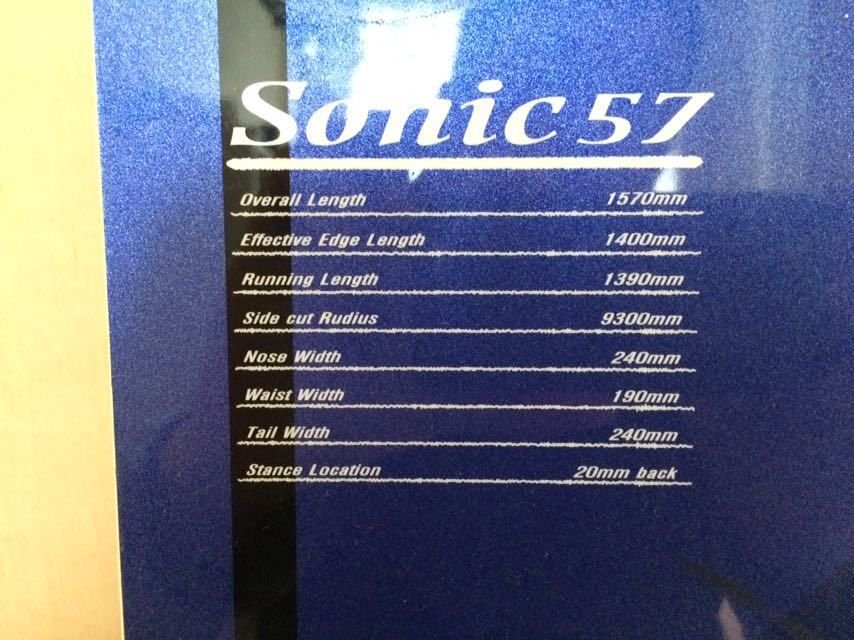 Sonic 57
Overall Length 1570mm
Effective Edge Length 1400mm
Running Length 1390mm
Side cut Rudius 9300mm
Nose Width 240mm
Waist Width 190mm
Tail Width 240mm
Stance Location 20mm back